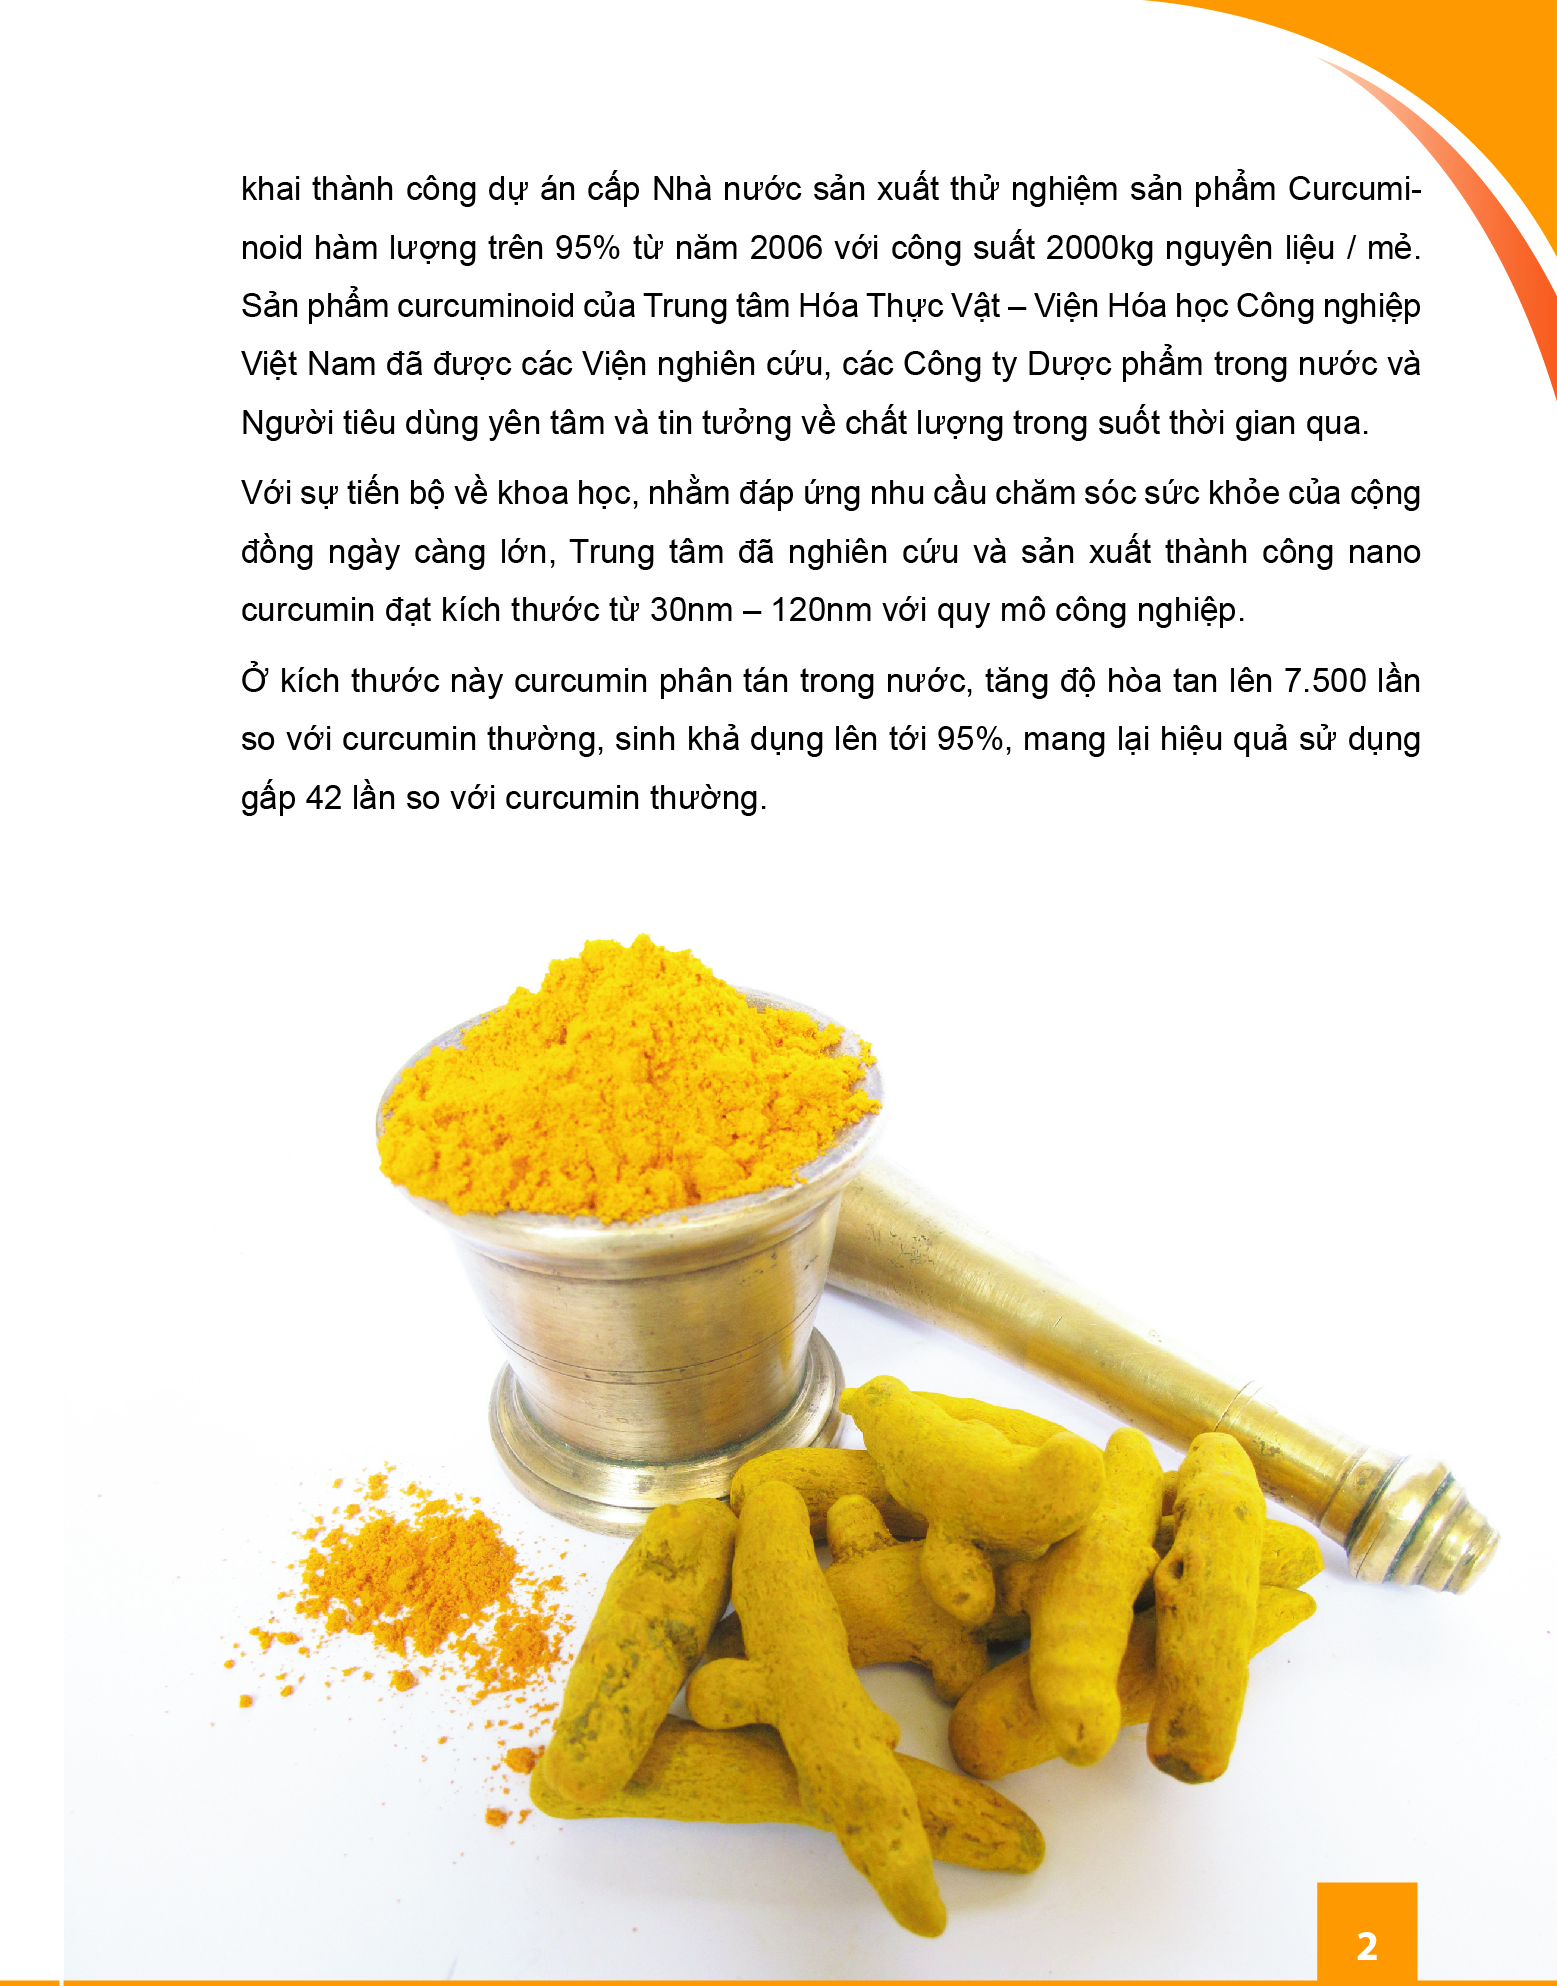 khai thành công dự án cấp Nhà nước sản xuất thử nghiệm sản phẩm Curcumi-
noid hàm lượng trên 95% từ năm 2006 với công suất 2000kg nguyên liệu / mẻ.
Sản phẩm curcuminoid của Trung tâm Hóa Thực Vật – Viện Hóa học Công nghiệp
Việt Nam đã được các Viện nghiên cứu, các Công ty Dược phẩm trong nước và
Người tiêu dùng yên tâm và tin tưởng về chất lượng trong suốt thời gian qua.
Với sự tiến bộ về khoa học, nhằm đáp ứng nhu cầu chăm sóc sức khỏe của cộng
đồng ngày càng lớn, Trung tâm đã nghiên cứu và sản xuất thành công nano
curcumin đạt kích thước từ 30nm – 120nm với quy mô công nghiệp.
Ở kích thước này curcumin phân tán trong nước, tăng độ hòa tan lên 7.500 lần
so với curcumin thường, sinh khả dụng lên tới 95%, mang lại hiệu quả sử dụng
gấp 42 lần so với curcumin thường.
2